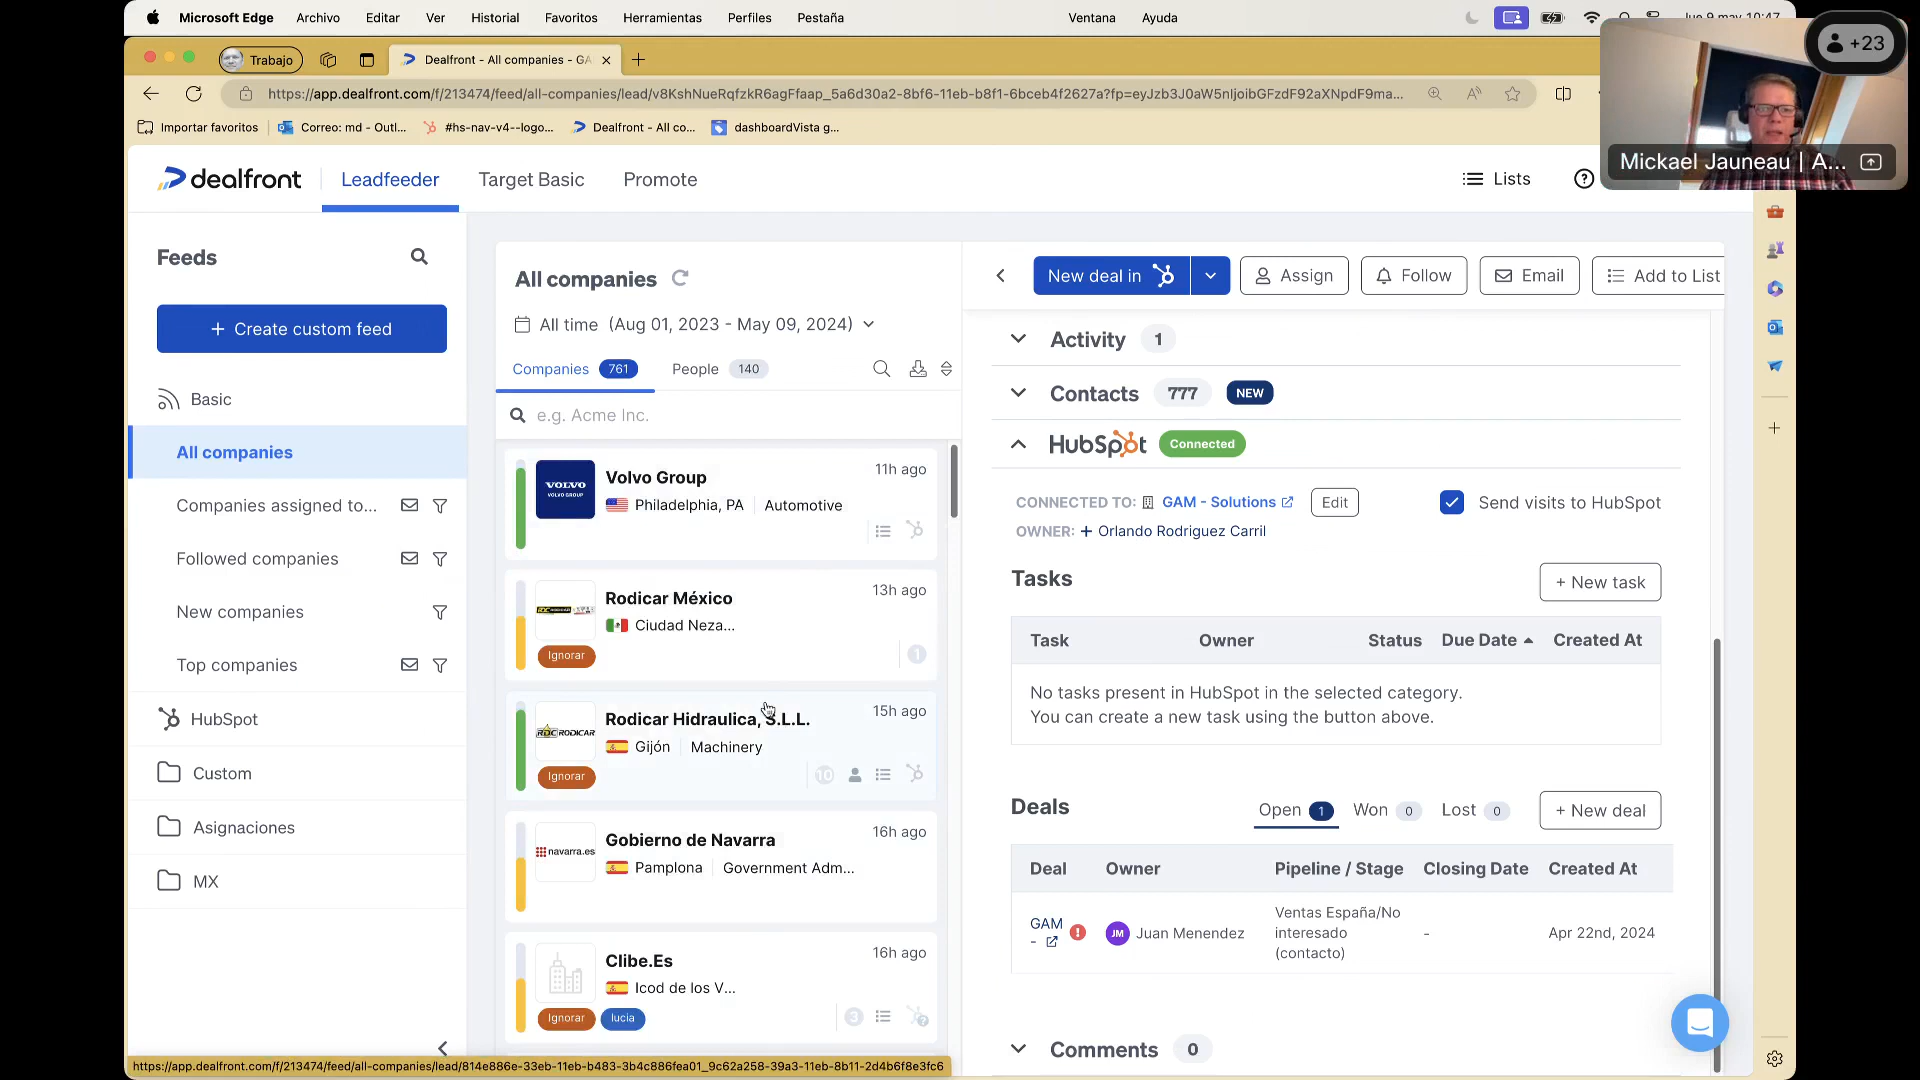 Microsoft Edge Archivo Editar Ver Historial Favoritos Herramientas Perfiles Pestaña Ventana Ayuda
+23
Trabajo
Dealfront - All companies - GA
https://app.dealfront.com/f/213474/feed/all-companies/lead/v8KshNueRqfzkR6agFfaap_5a6d30a2-8bf6-11eb-b8f1-6bceb4f2627a?fp=eyJzb3J0aW5nIjoibGFzdF92aXNpdF9ma...
Importar favoritos
Correo: md - Outl...
#hs-nav-v4--logo...
Dealfront - All co...
dashboardVista g...
Mickael Jauneau | A...
dealfront
Leadfeeder
Target Basic
Promote
Lists
Feeds
+ Create custom feed
Basic
All companies
Companies assigned to...
Followed companies
New companies
Top companies
HubSpot
Custom
Asignaciones
MX
All companies
All time (Aug 01, 2023 - May 09, 2024)
Companies 761
People 140
e.g. Acme Inc.
VOLVO
VOLVO GROUP
Volvo Group
11h ago
Philadelphia, PA
Automotive
Rodicar México
13h ago
Ciudad Neza...
Ignorar
1
RDC RODICAR
Rodicar Hidraulica, S.L.L.
15h ago
Gijón
Machinery
Ignorar
10
navarra.es
Gobierno de Navarra
16h ago
Pamplona
Government Adm...
Clibe.Es
16h ago
Icod de los V...
Ignorar
lucia
3
New deal in
Assign
Follow
Email
Add to List
Activity 1
Contacts 777 NEW
HubSpot Connected
CONNECTED TO: GAM - Solutions
Edit
Send visits to HubSpot
OWNER: + Orlando Rodriguez Carril
Tasks
+ New task
Task Owner Status Due Date Created At
No tasks present in HubSpot in the selected category.
You can create a new task using the button above.
Deals
Open 1
Won 0
Lost 0
+ New deal
Deal Owner Pipeline / Stage Closing Date Created At
GAM
-
JM
Juan Menendez
Ventas España/No
interesado
(contacto)
-
Apr 22nd, 2024
Comments 0
https://app.dealfront.com/f/213474/feed/all-companies/lead/814e886e-33eb-11eb-b483-3b4c886fea01_9c62a258-39a3-11eb-8b11-2d4b6f8e3fc6